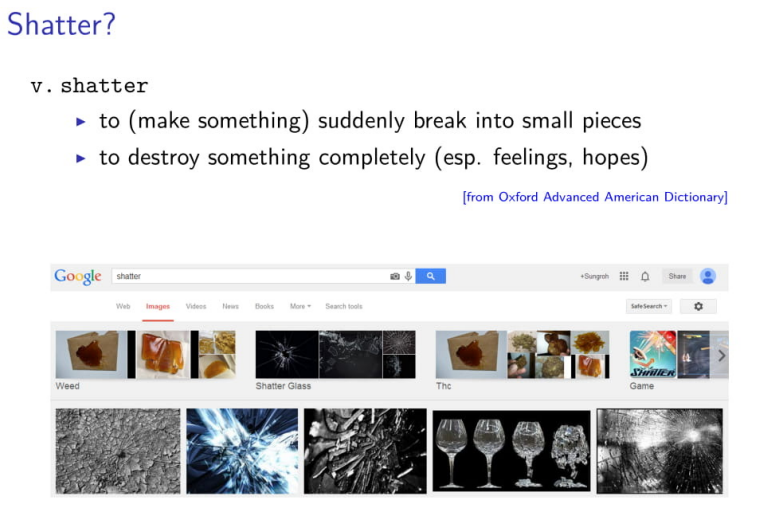 Shatter?
v. shatter
▶ to (make something) suddenly break into small pieces
▶ to destroy something completely (esp. feelings, hopes)
[from Oxford Advanced American Dictionary]
Google shatter +Sungroh Share
Web Images Videos News Books More Search tools SafeSearch
SHATTER
Weed Shatter Glass Thc Game